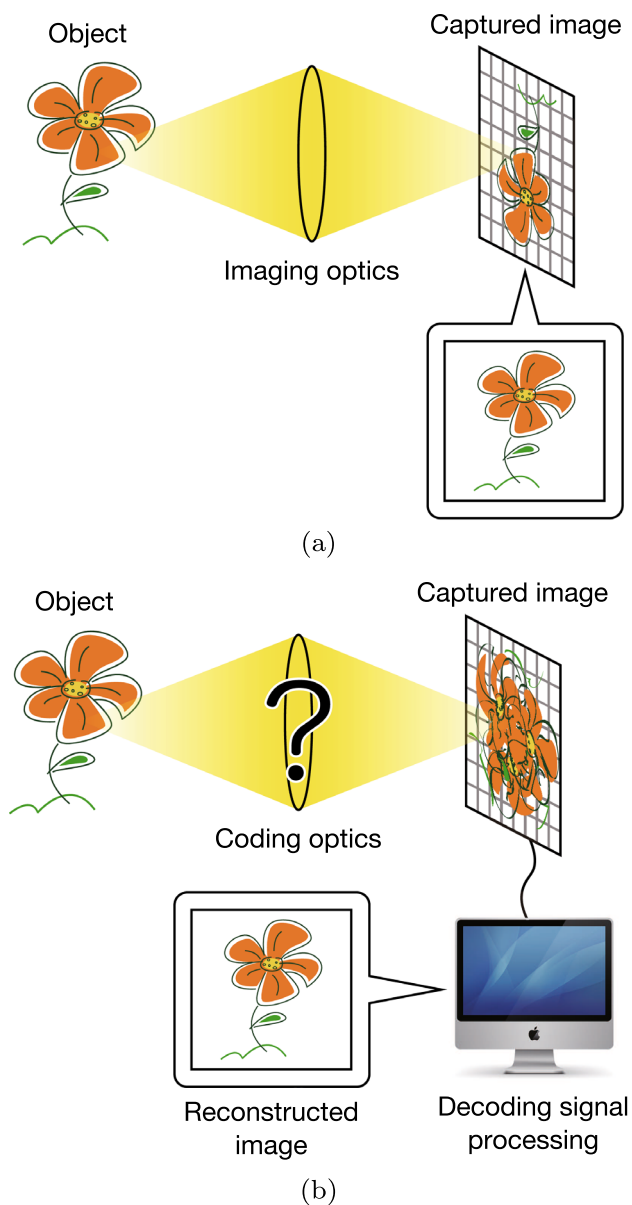 Object
Captured image
Imaging optics
(a)
Object
Captured image
?
Coding optics
Reconstructed
image
Decoding signal
processing
(b)